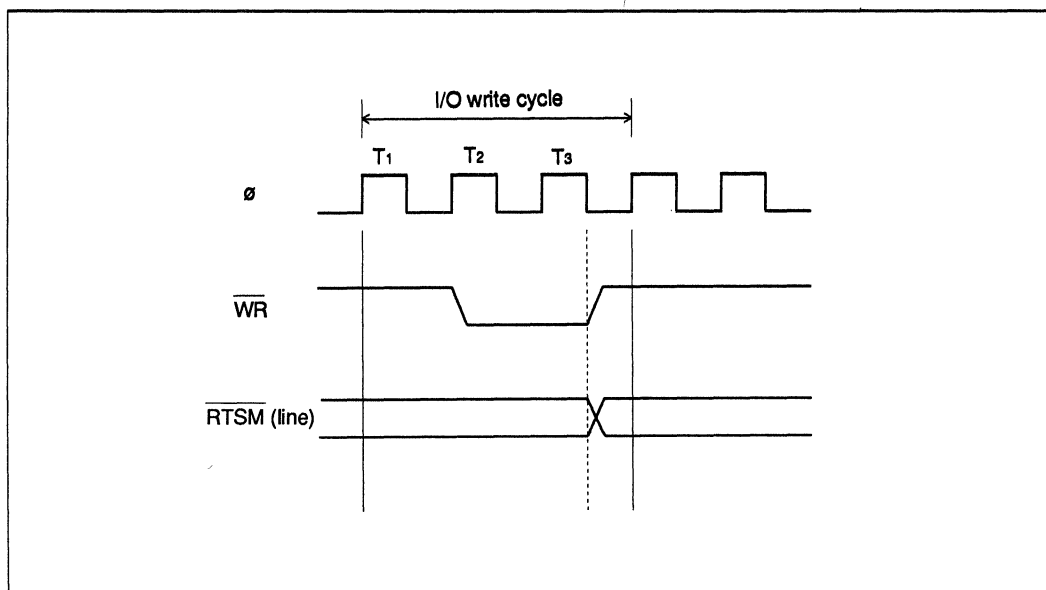 I/O write cycle
T1 T2 T3
ø
WR
RTSM (line)